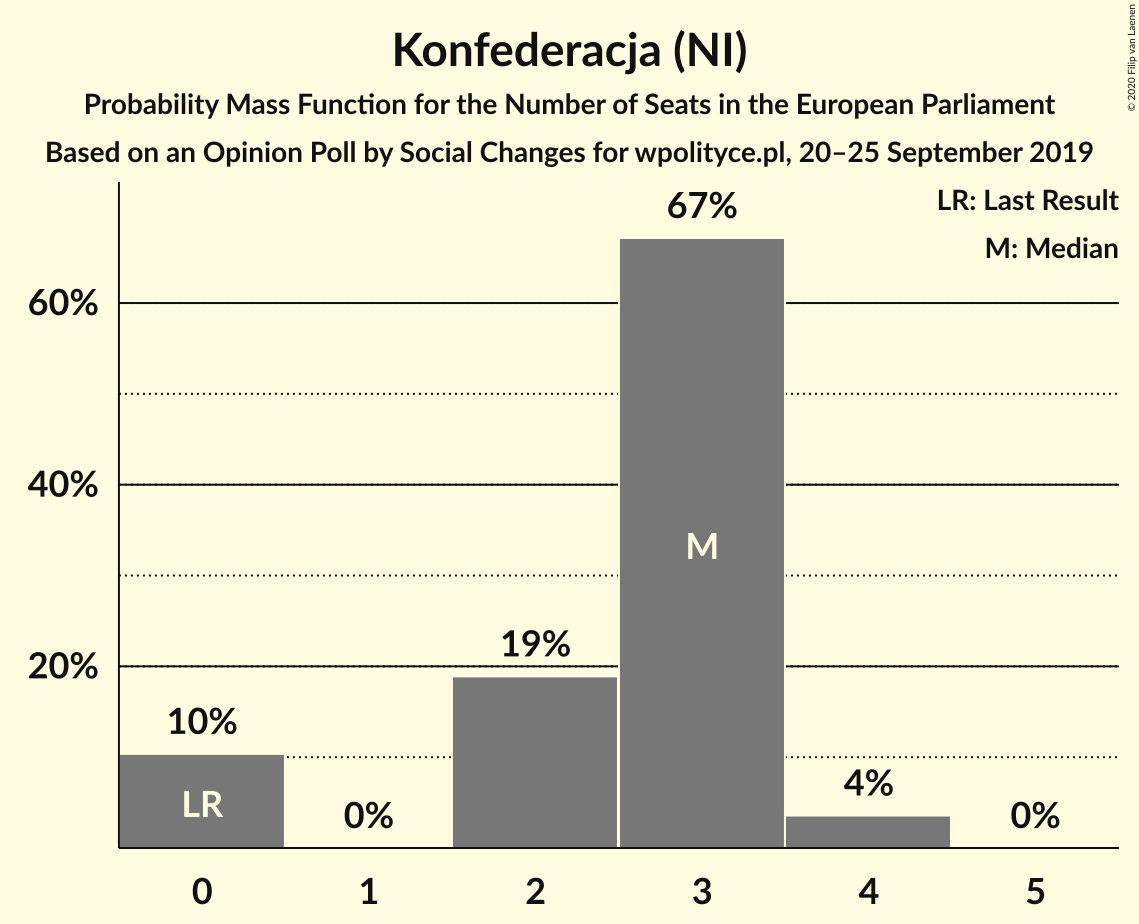 Konfederacja (NI)
Probability Mass Function for the Number of Seats in the European Parliament
Based on an Opinion Poll by Social Changes for wpolityce.pl, 20–25 September 2019
© 2020 Filip van Laenen
LR: Last Result
M: Median
67%
60%
40%
M
19%
20%
10%
4%
LR
0%
0%
0 1 2 3 4 5